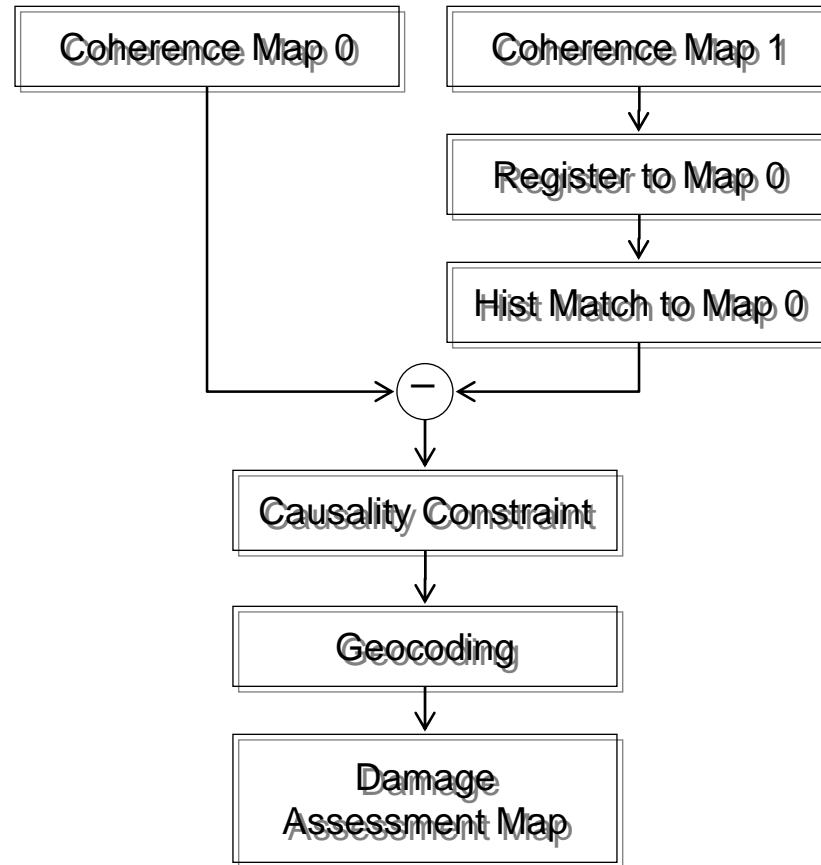 Coherence Map 0
Coherence Map 1
Register to Map 0
Hist Match to Map 0
−
Causality Constraint
Geocoding
Damage
Assessment Map